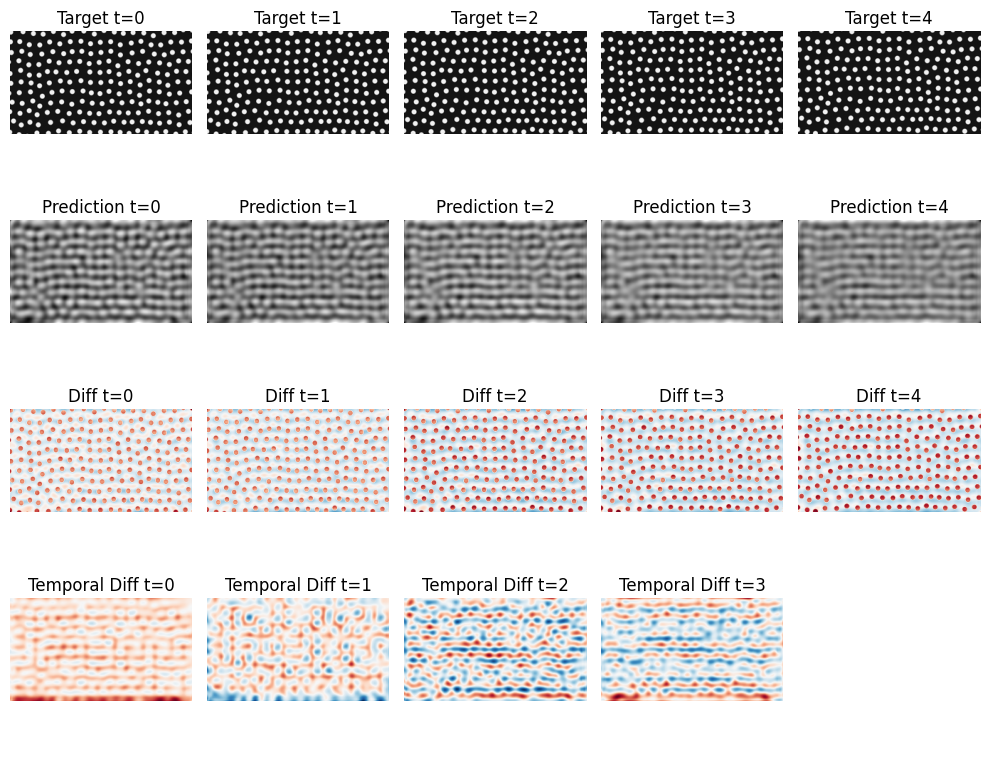 Target t=0 Target t=1 Target t=2 Target t=3 Target t=4
Prediction t=0 Prediction t=1 Prediction t=2 Prediction t=3 Prediction t=4
Diff t=0 Diff t=1 Diff t=2 Diff t=3 Diff t=4
Temporal Diff t=0 Temporal Diff t=1 Temporal Diff t=2 Temporal Diff t=3